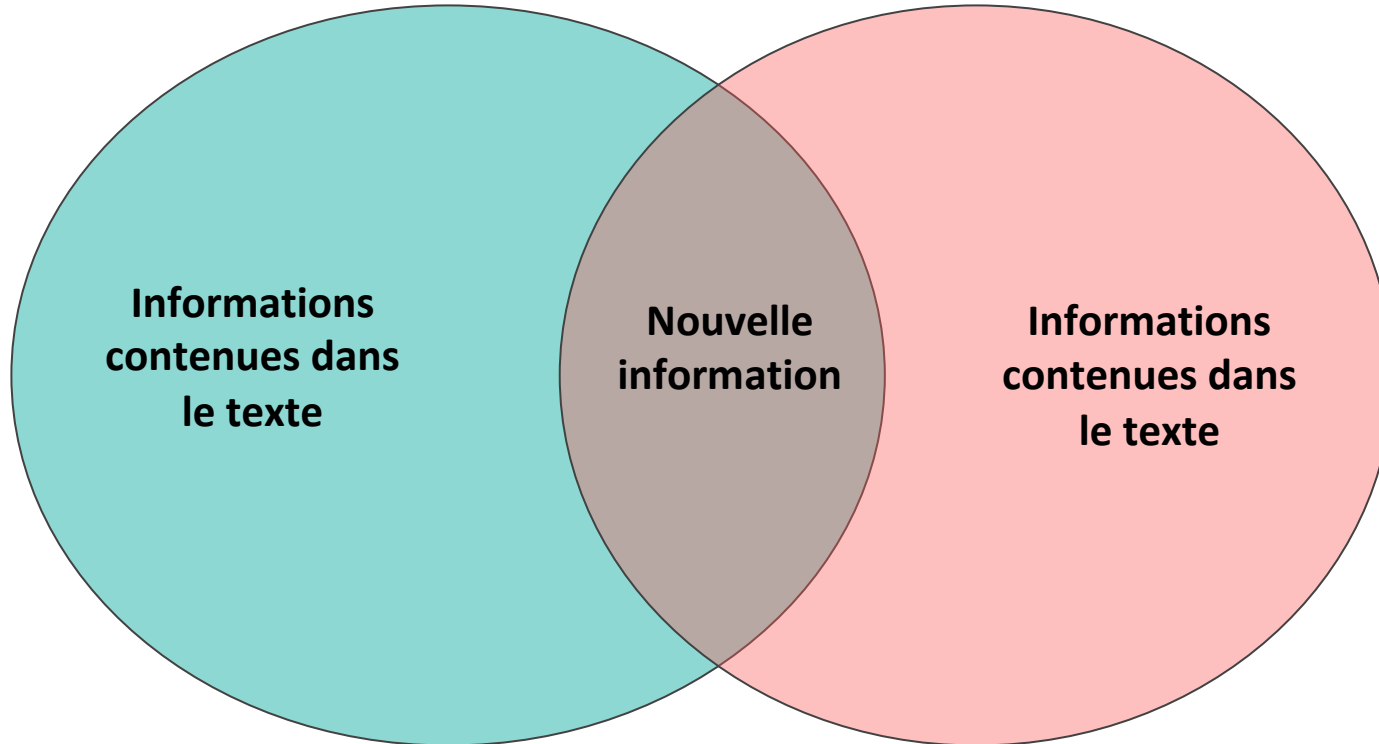 Informations
contenues dans
le texte
Nouvelle
information
Informations
contenues dans
le texte